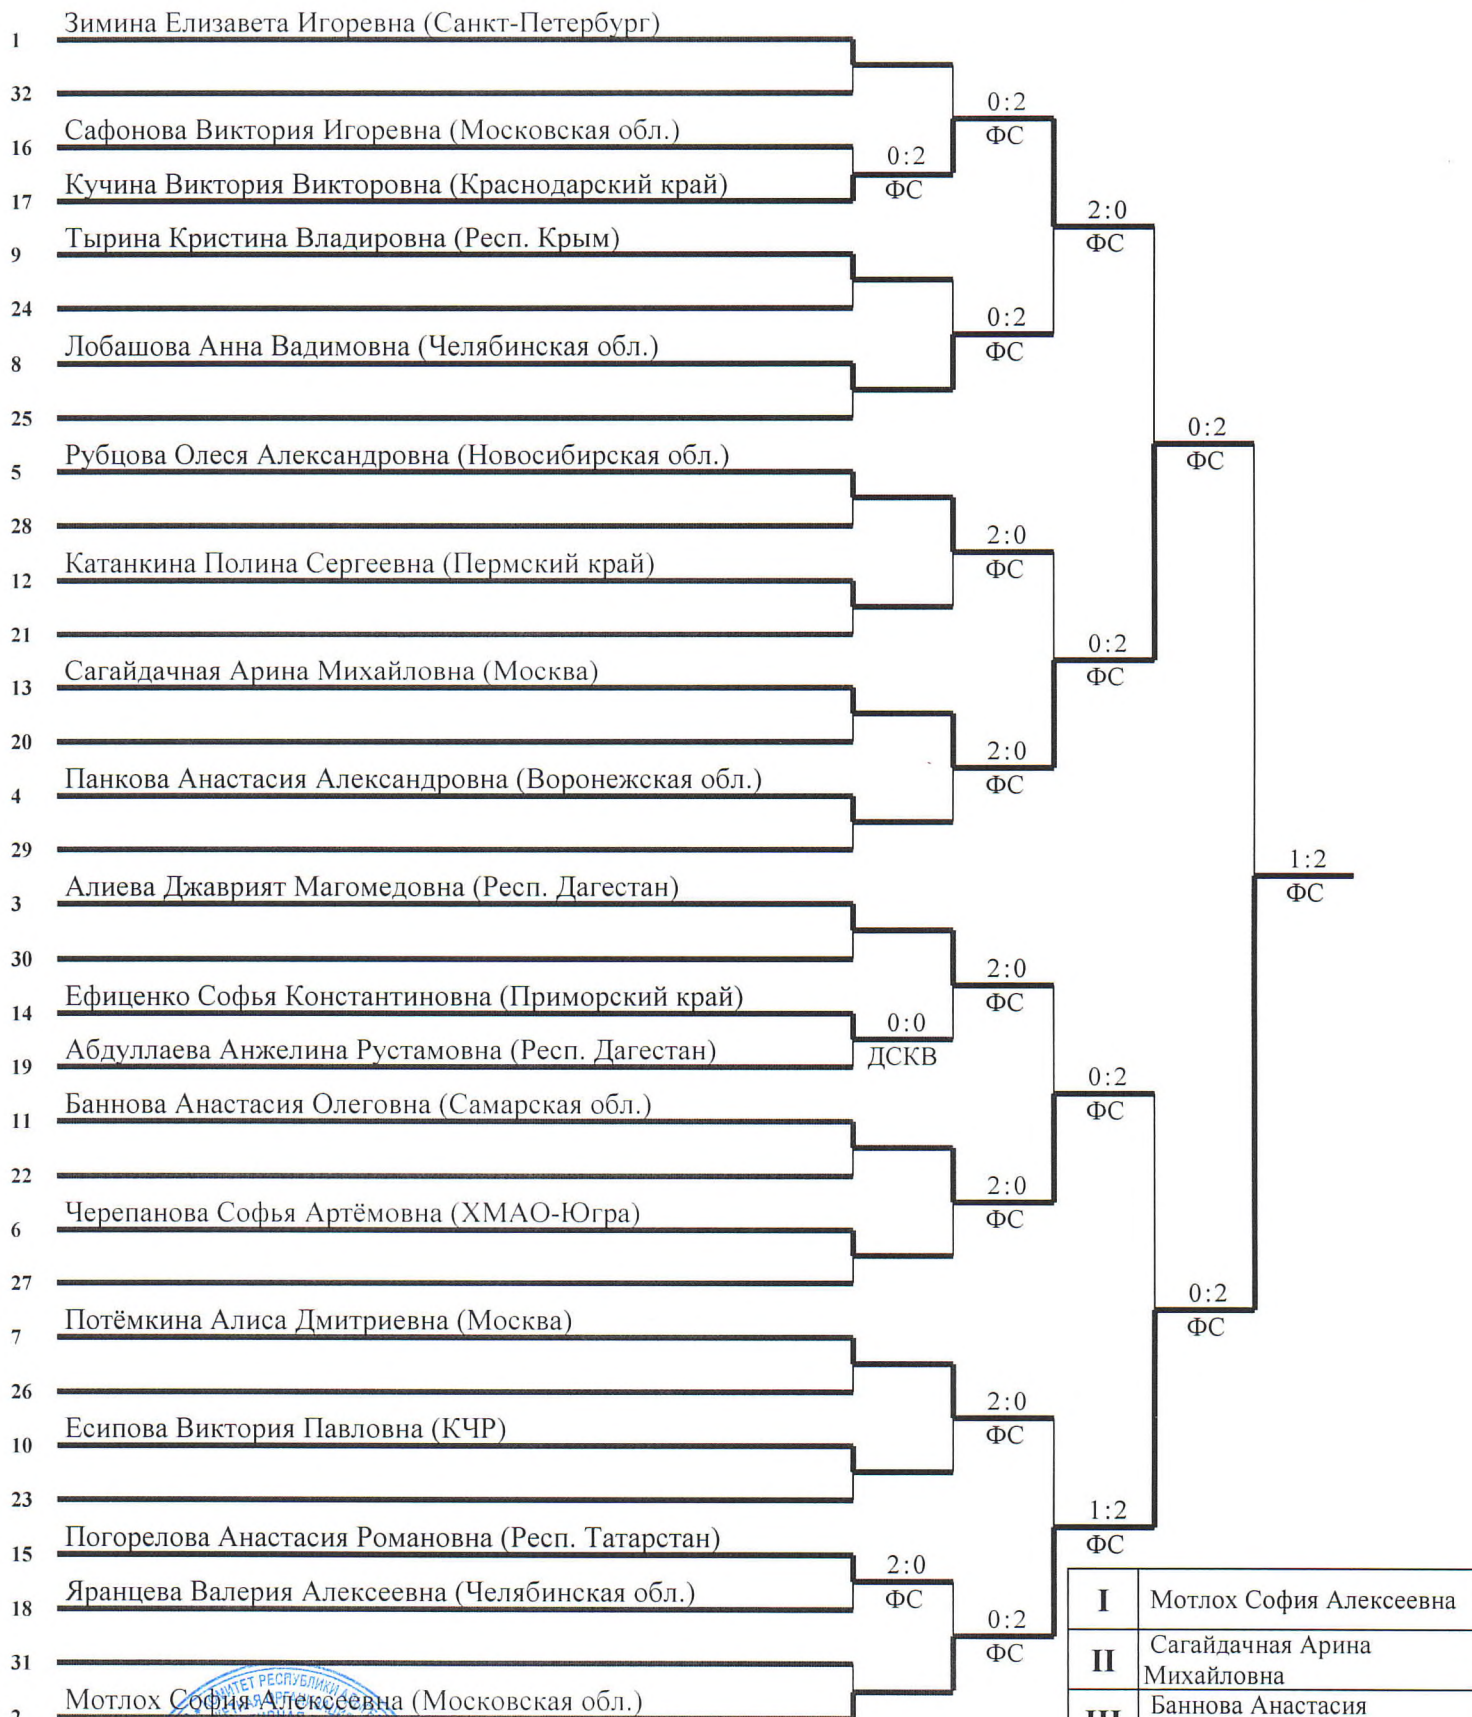 Зимина Елизавета Игоревна (Санкт-Петербург)
1
32
0:2
ФС
Сафонова Виктория Игоревна (Московская обл.)
16
0:2
ФС
Кучина Виктория Викторовна (Краснодарский край)
17
2:0
ФС
Тырина Кристина Владировна (Респ. Крым)
9
24
0:2
ФС
Лобашова Анна Вадимовна (Челябинская обл.)
8
25
0:2
ФС
Рубцова Олеся Александровна (Новосибирская обл.)
5
28
2:0
ФС
Катанкина Полина Сергеевна (Пермский край)
12
21
0:2
ФС
Сагайдачная Арина Михайловна (Москва)
13
20
2:0
ФС
Панкова Анастасия Александровна (Воронежская обл.)
4
29
1:2
ФС
Алиева Джаврият Магомедовна (Респ. Дагестан)
3
30
2:0
ФС
Ефиценко Софья Константиновна (Приморский край)
14
0:0
ДСКВ
Абдуллаева Анжелина Рустамовна (Респ. Дагестан)
19
0:2
ФС
Баннова Анастасия Олеговна (Самарская обл.)
11
22
2:0
ФС
Черепанова Софья Артёмовна (ХМАО-Югра)
6
27
0:2
ФС
Потёмкина Алиса Дмитриевна (Москва)
7
26
2:0
ФС
Есипова Виктория Павловна (КЧР)
10
23
1:2
ФС
Погорелова Анастасия Романовна (Респ. Татарстан)
15
2:0
ФС
Яранцева Валерия Алексеевна (Челябинская обл.)
18
0:2
ФС
31
Мотлох София Алексеевна (Московская обл.)
2
I Мотлох София Алексеевна
II Сагайдачная Арина
Михайловна
III Баннова Анастасия